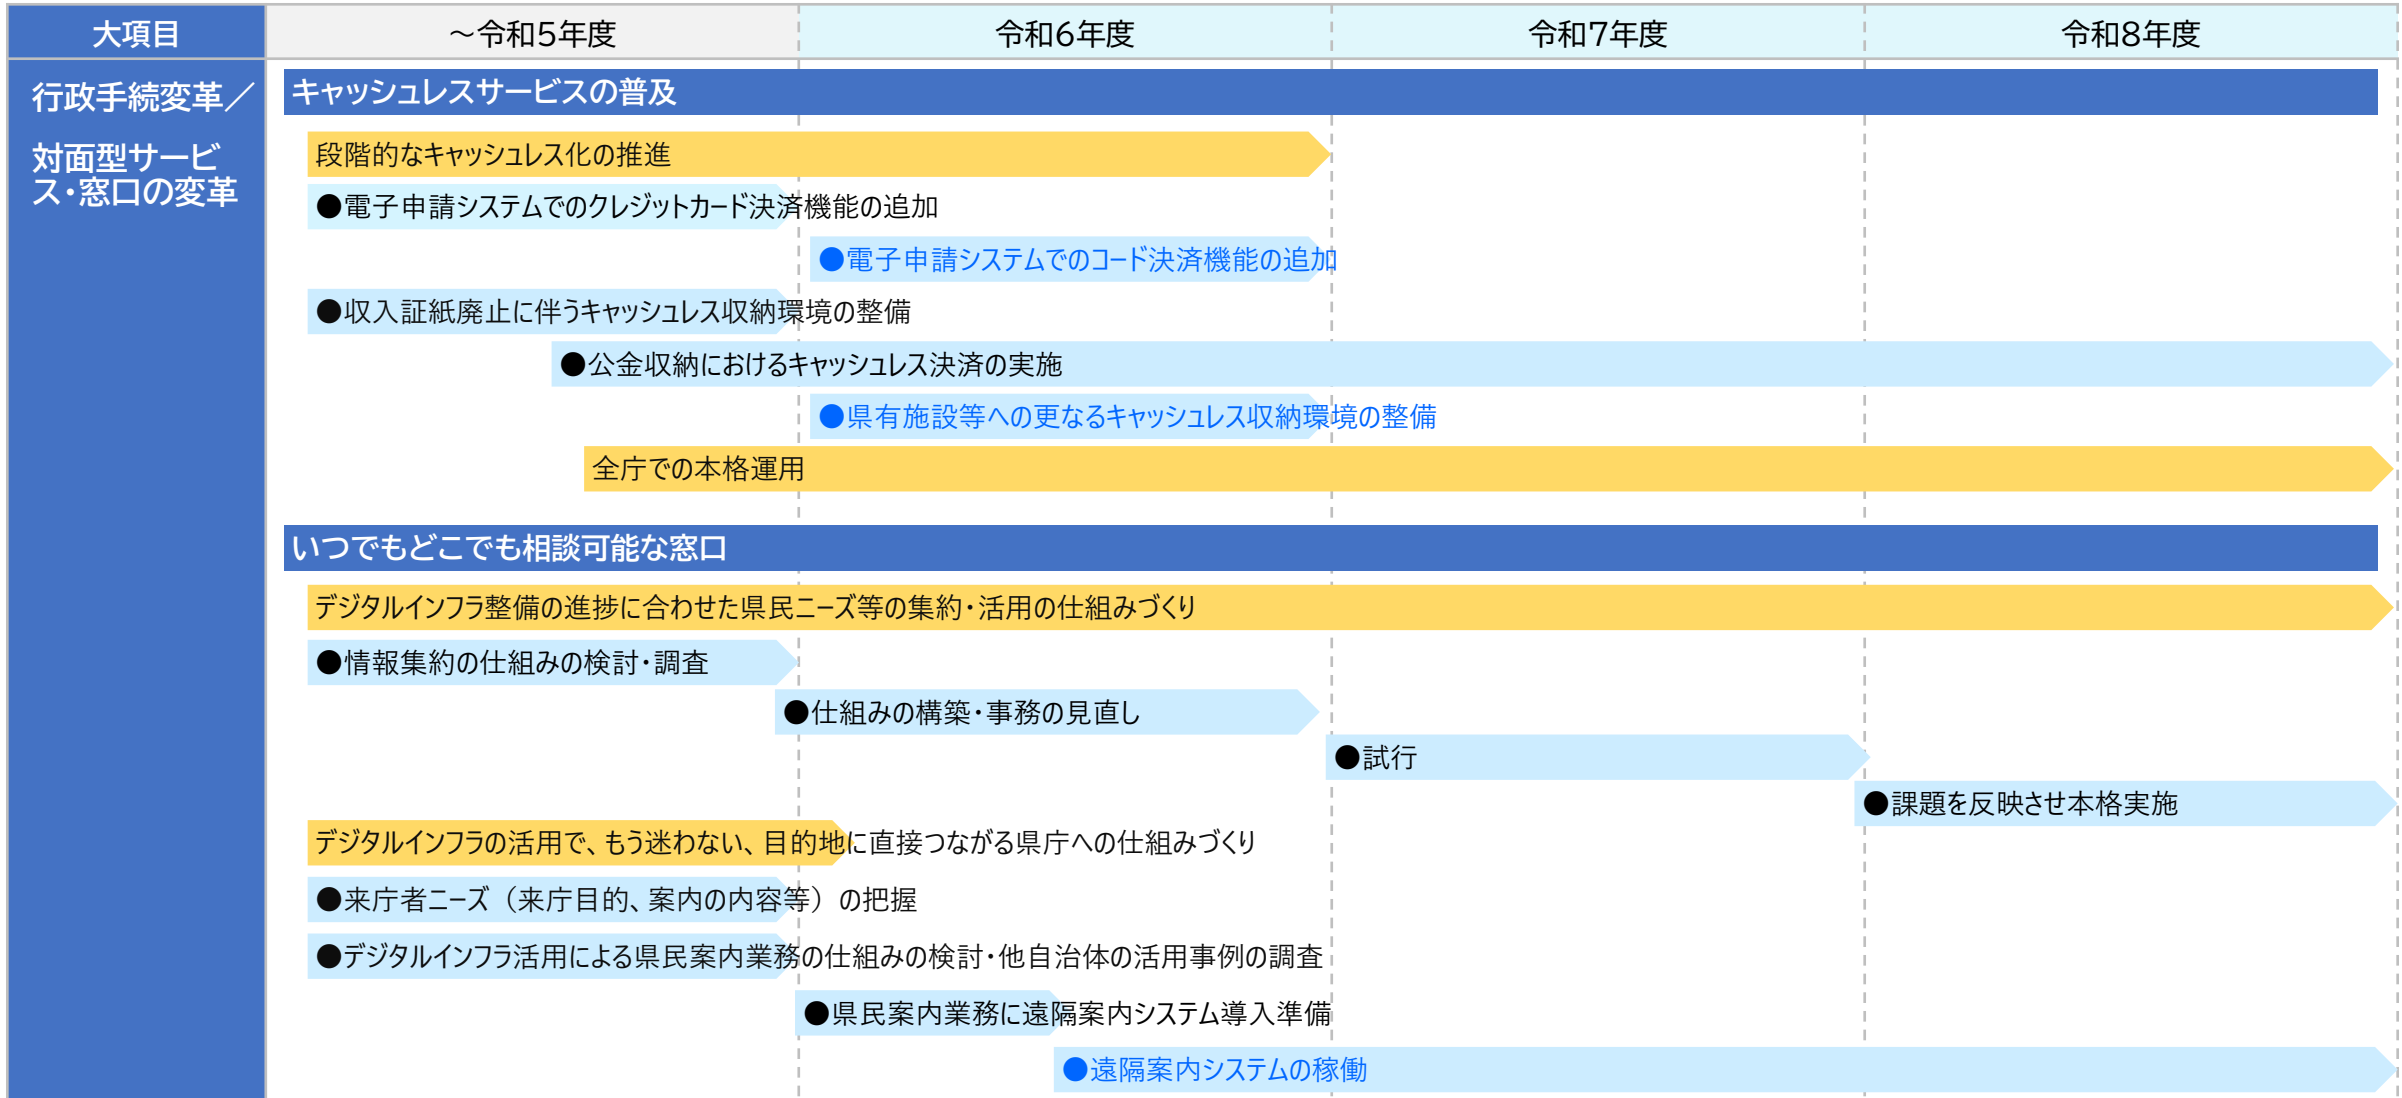 大項目
～令和5年度
令和6年度
令和7年度
令和8年度
行政手続変革／
対面型サービ
ス・窓口の変革
キャッシュレスサービスの普及
段階的なキャッシュレス化の推進
●電子申請システムでのクレジットカード決済機能の追加
●電子申請システムでのコード決済機能の追加
●収入証紙廃止に伴うキャッシュレス収納環境の整備
●公金収納におけるキャッシュレス決済の実施
●県有施設等への更なるキャッシュレス収納環境の整備
全庁での本格運用
いつでもどこでも相談可能な窓口
デジタルインフラ整備の進捗に合わせた県民ニーズ等の集約・活用の仕組みづくり
●情報集約の仕組みの検討・調査
●仕組みの構築・事務の見直し
●試行
●課題を反映させ本格実施
デジタルインフラの活用で、もう迷わない、目的地に直接つながる県庁への仕組みづくり
●来庁者ニーズ（来庁目的、案内の内容等）の把握
●デジタルインフラ活用による県民案内業務の仕組みの検討・他自治体の活用事例の調査
●県民案内業務に遠隔案内システム導入準備
●遠隔案内システムの稼働